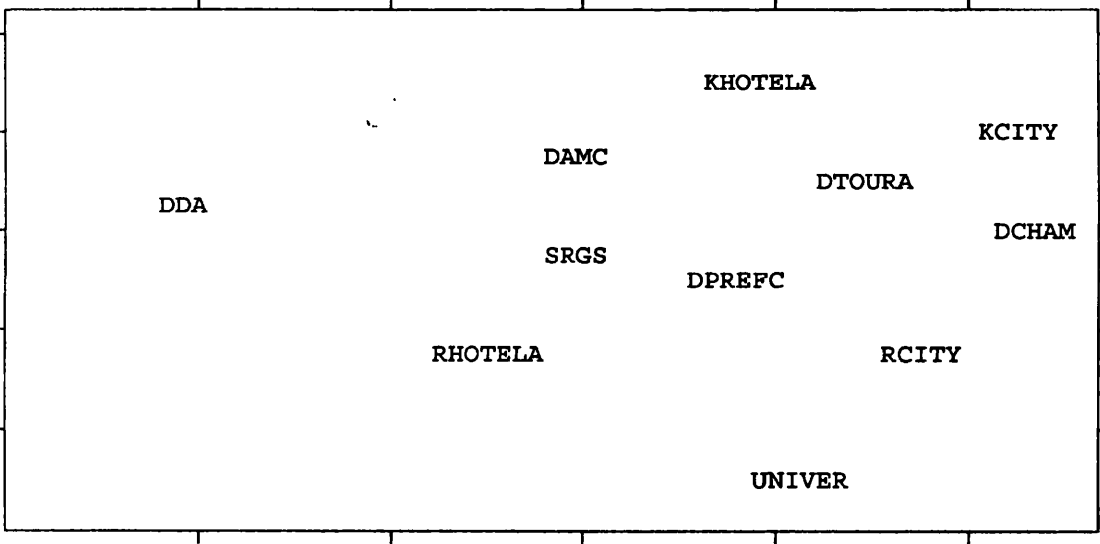 KHOTELA
KCITY
DAMC
DTOURA
DDA
DCHAM
SRGS
DPREFC
RHOTELA
RCITY
UNIVER